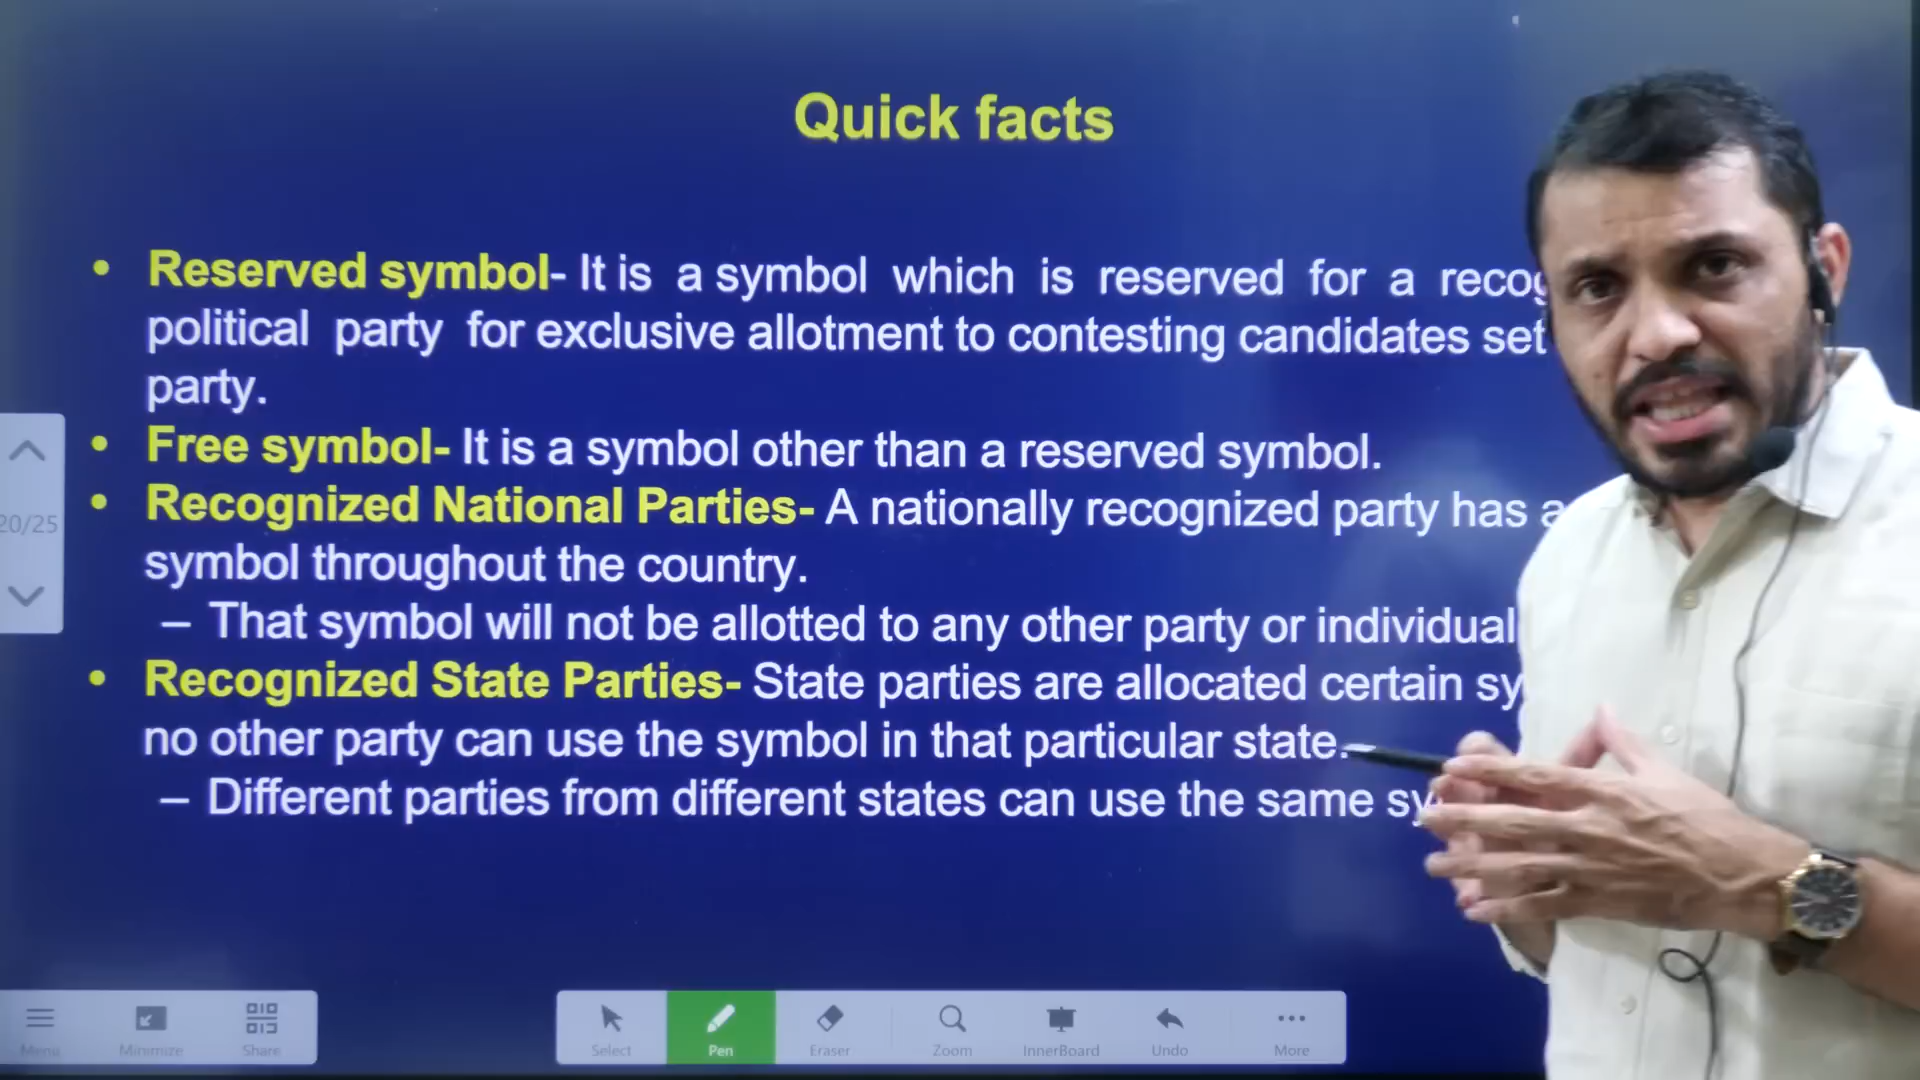 Quick facts
• Reserved symbol- It is a symbol which is reserved for a
political party for exclusive allotment to contesting candidates set
party.
• Free symbol- It is a symbol other than a reserved symbol.
• Recognized National Parties- A nationally recognized party has
symbol throughout the country.
– That symbol will not be allotted to any other party or individual
• Recognized State Parties- State parties are allocated certain
no other party can use the symbol in that particular state.
– Different parties from different states can use the same
20/25
Menu Minimize Share Select Pen Eraser Zoom InnerBoard Undo More